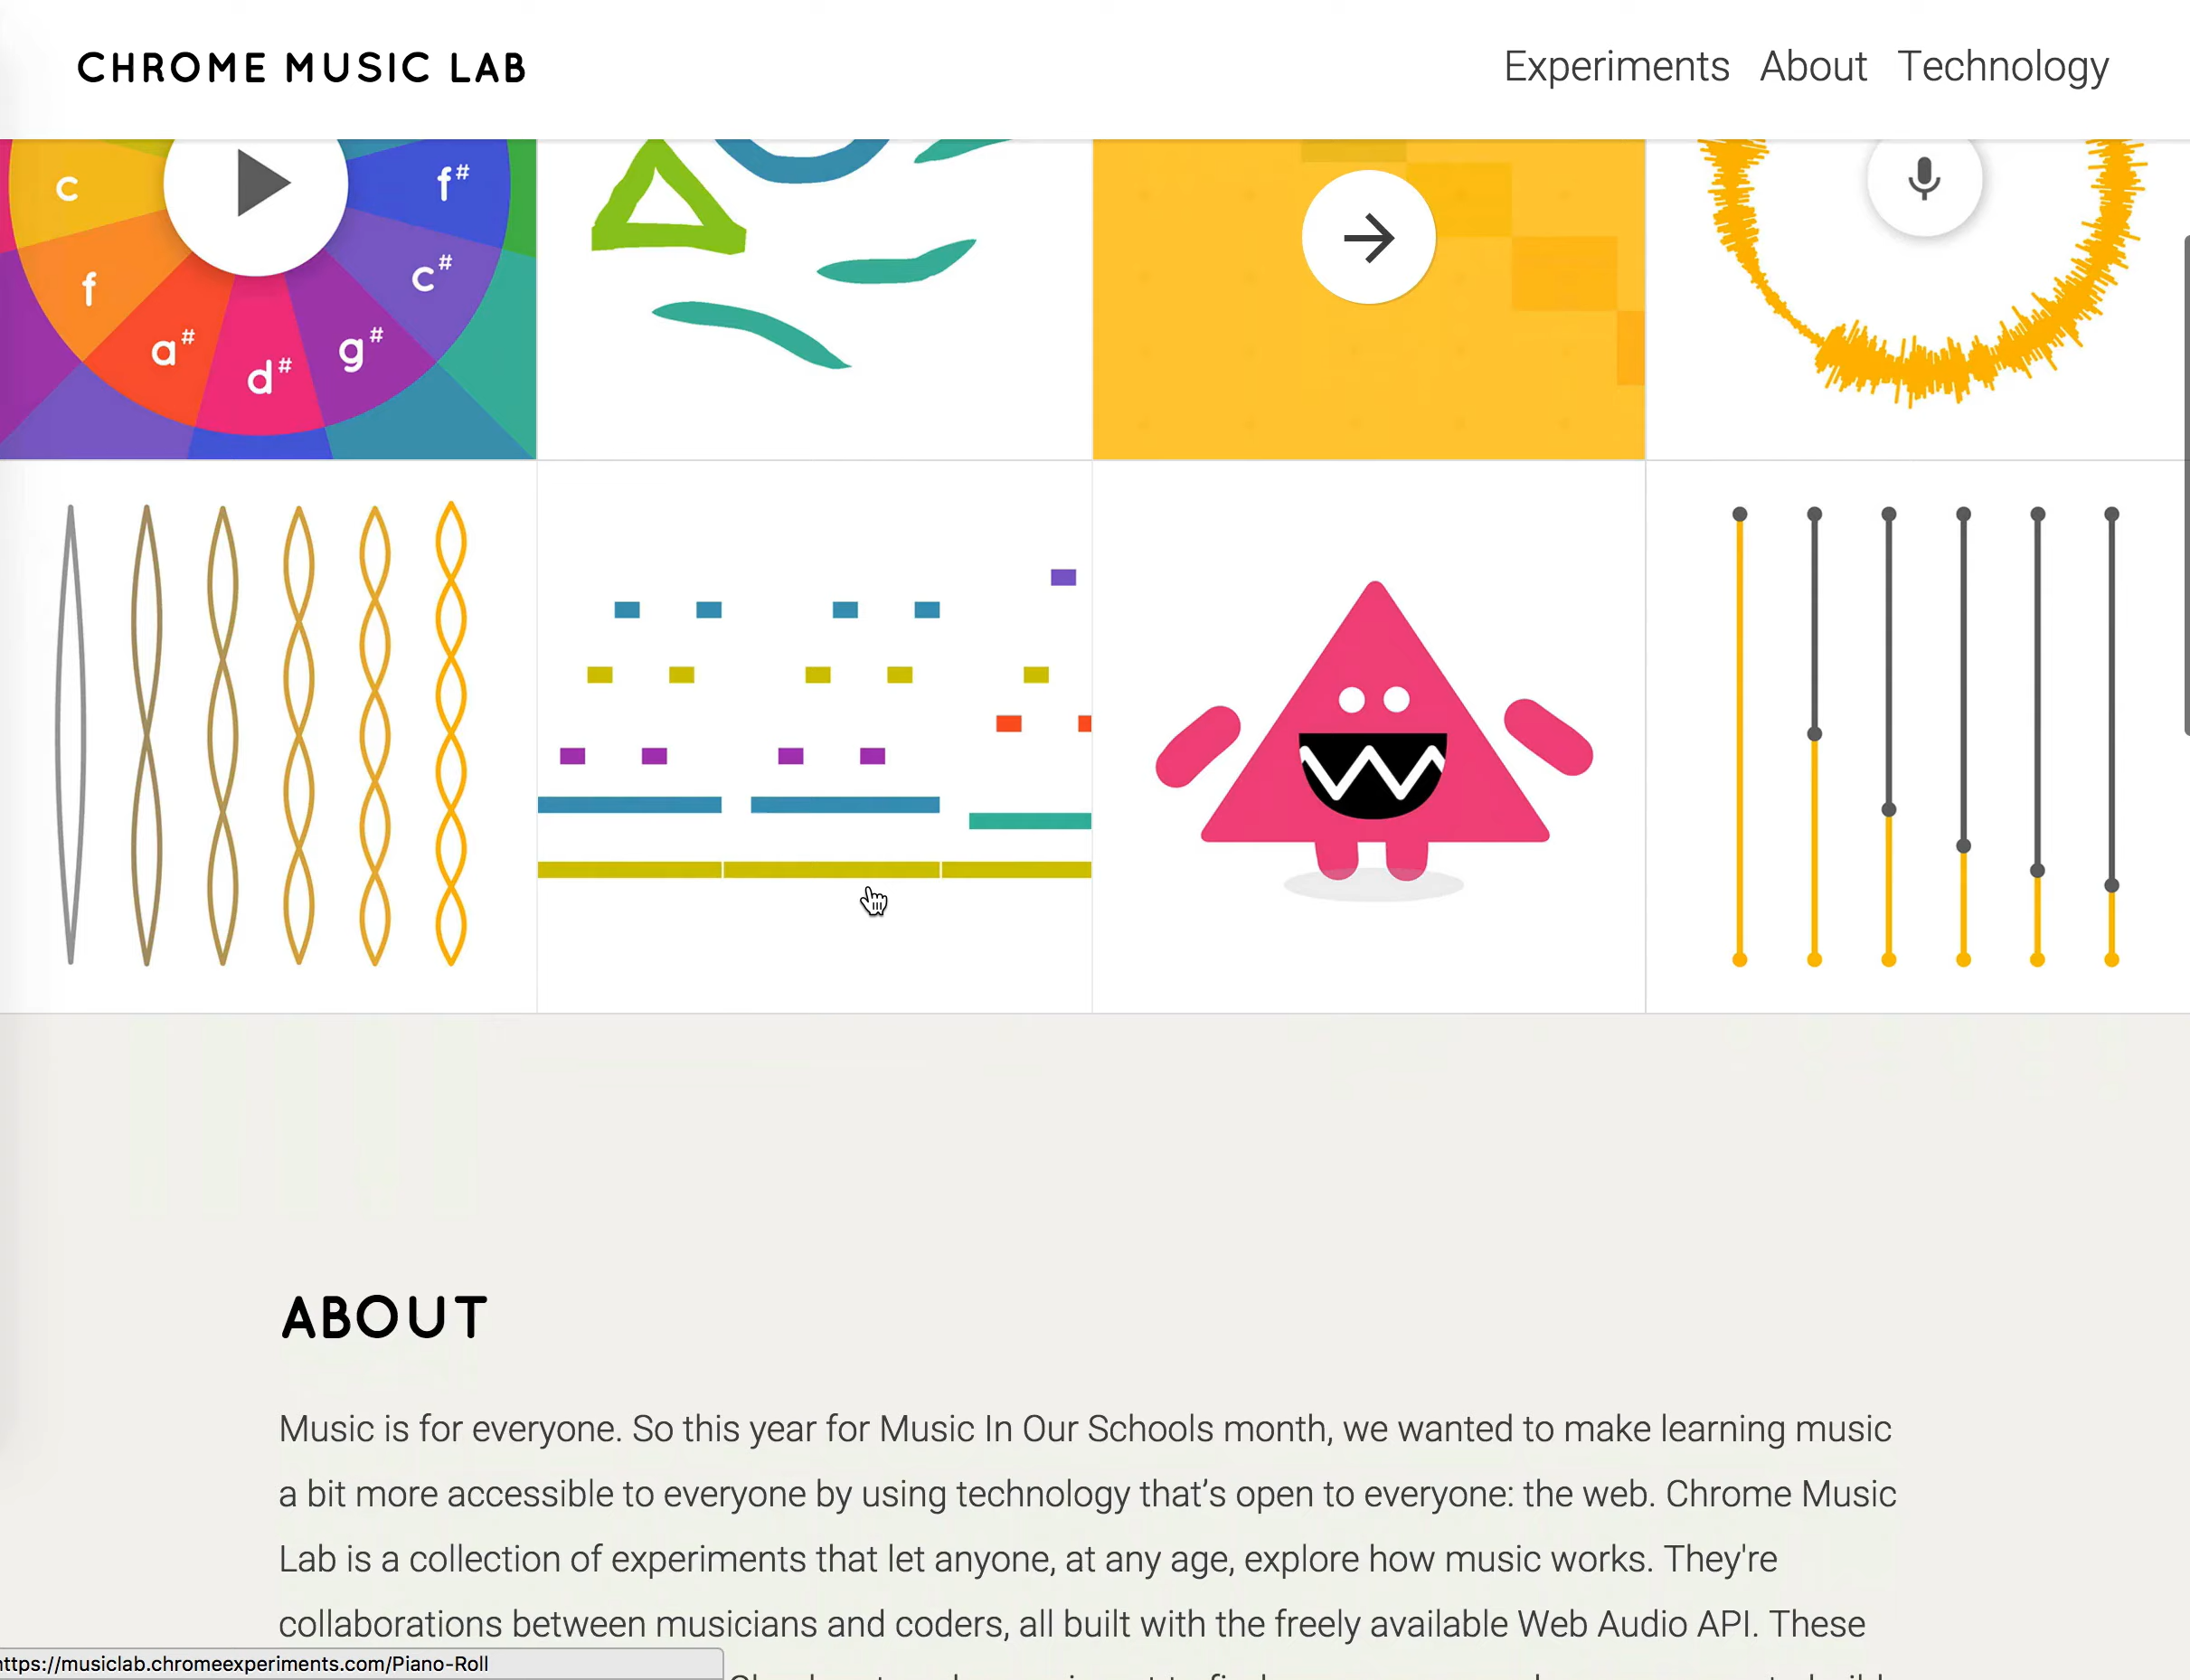 CHROME MUSIC LAB
Experiments About Technology
c f#
f c#
a# g#
d#
ABOUT
Music is for everyone. So this year for Music In Our Schools month, we wanted to make learning music
a bit more accessible to everyone by using technology that’s open to everyone: the web. Chrome Music
Lab is a collection of experiments that let anyone, at any age, explore how music works. They're
collaborations between musicians and coders, all built with the freely available Web Audio API. These
ttps://musiclab.chromeexperiments.com/Piano-Roll